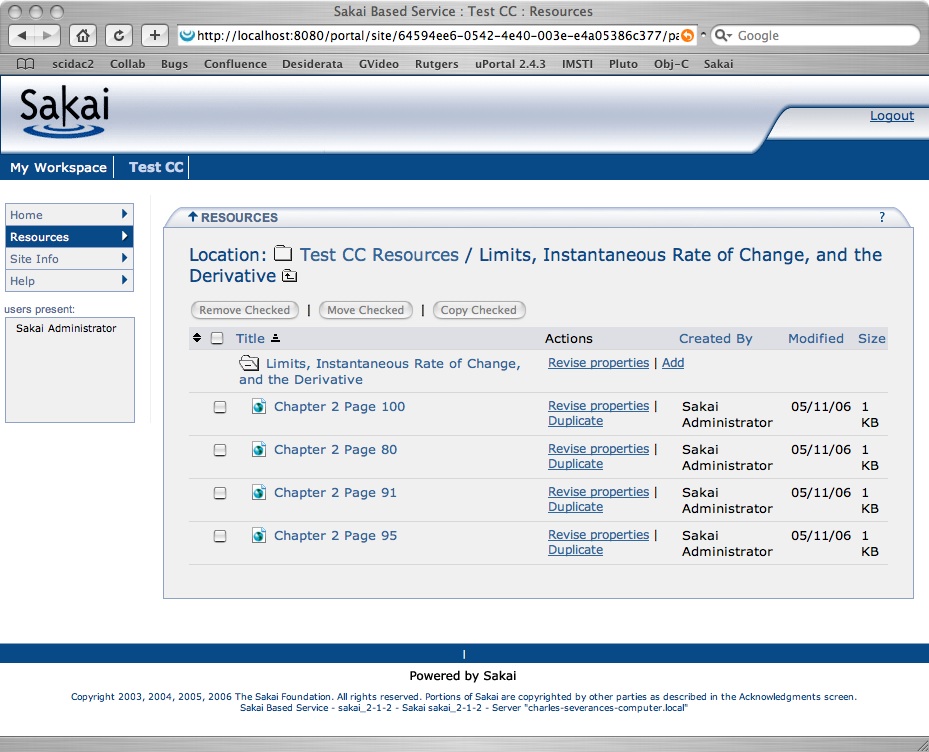 Sakai Based Service : Test CC : Resources
http://localhost:8080/portal/site/64594ee6-0542-4e40-003e-e4a05386c377/pa
Google
scidac2 Collab Bugs Confluence Desiderata GVideo Rutgers uPortal 2.4.3 IMSTI Pluto Obj-C Sakai
Sakai
Logout
My Workspace Test CC
Home
Resources
Site Info
Help
users present:
Sakai Administrator
RESOURCES ?
Location: Test CC Resources / Limits, Instantaneous Rate of Change, and the
Derivative
Remove Checked | Move Checked | Copy Checked
Title Actions Created By Modified Size
Limits, Instantaneous Rate of Change, Revise properties | Add
and the Derivative
Chapter 2 Page 100 Revise properties | Sakai 05/11/06 1
Duplicate Administrator KB
Chapter 2 Page 80 Revise properties | Sakai 05/11/06 1
Duplicate Administrator KB
Chapter 2 Page 91 Revise properties | Sakai 05/11/06 1
Duplicate Administrator KB
Chapter 2 Page 95 Revise properties | Sakai 05/11/06 1
Duplicate Administrator KB
|
Powered by Sakai
Copyright 2003, 2004, 2005, 2006 The Sakai Foundation. All rights reserved. Portions of Sakai are copyrighted by other parties as described in the Acknowledgments screen.
Sakai Based Service - sakai_2-1-2 - Sakai sakai_2-1-2 - Server "charles-severances-computer.local"